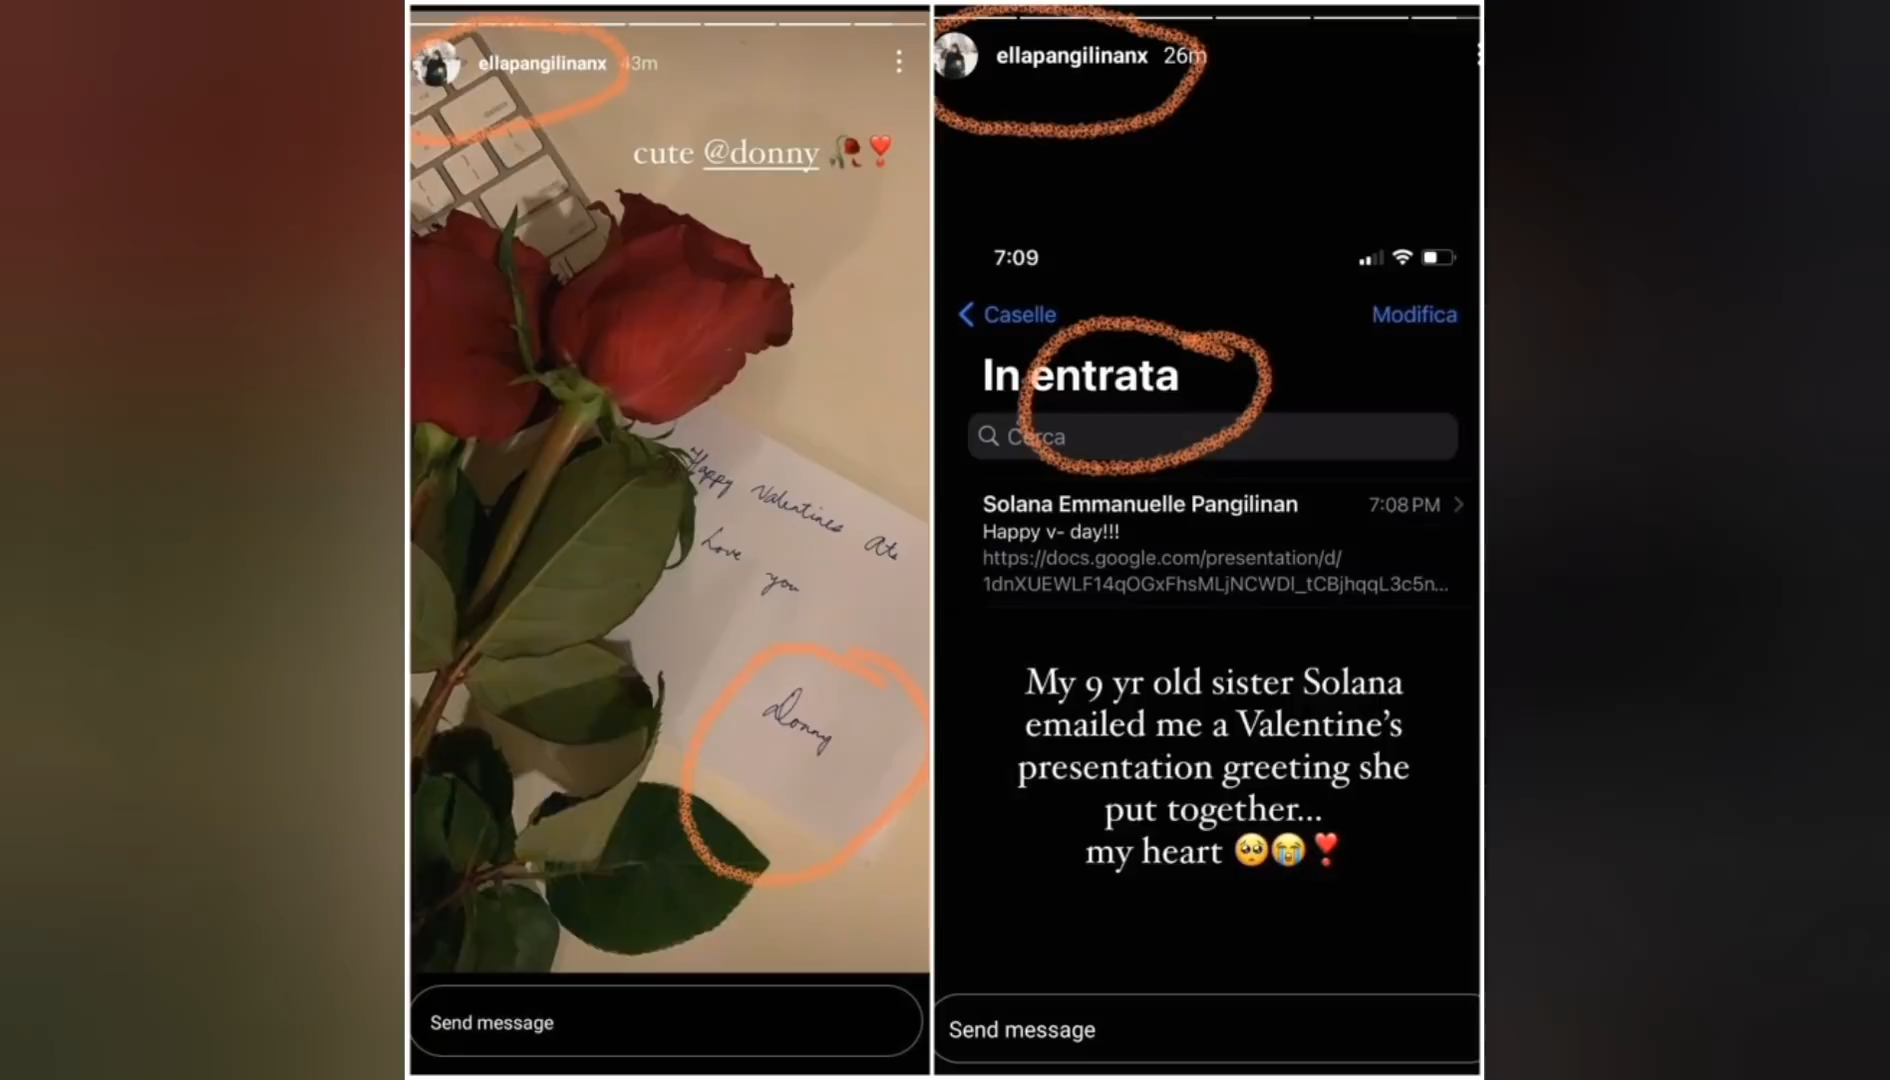 ellapangilinanx 43m
cute @donny
Happy Valentines Ate
Love you
Donny
Send message
ellapangilinanx 26m
7:09
Caselle
Modifica
In entrata
Cerca
Solana Emmanuelle Pangilinan 7:08 PM
Happy v- day!!!
https://docs.google.com/presentation/d/
1dnXUEWLF14qOGxFhsMLjNCWDl_tCBjhqqL3c5n...
My 9 yr old sister Solana
emailed me a Valentine's
presentation greeting she
put together...
my heart 🥺😭❣️
Send message